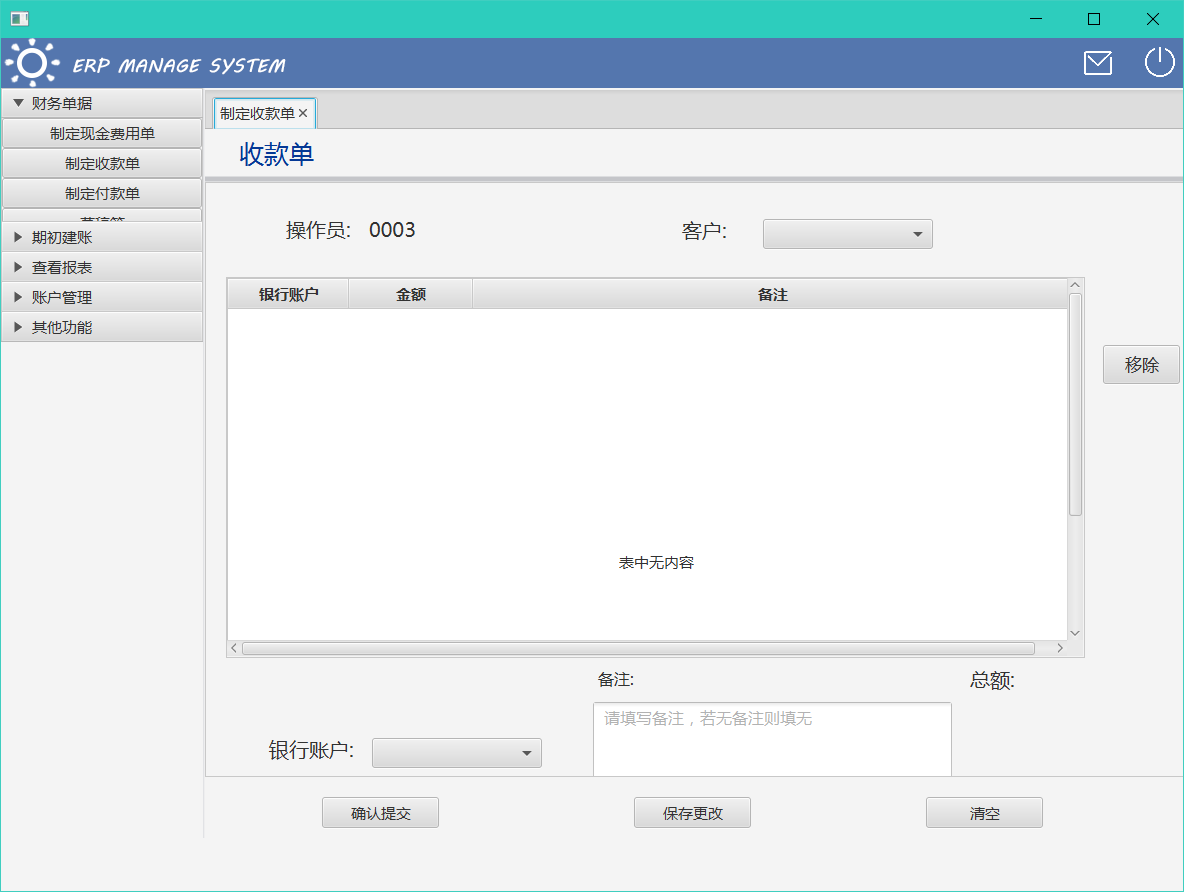 ERP MANAGE SYSTEM
财务单据
制定现金费用单
制定收款单
制定付款单
期初建账
查看报表
账户管理
其他功能
制定收款单
收款单
操作员: 0003
客户:
银行账户 金额 备注
表中无内容
移除
备注:
总额:
请填写备注，若无备注则填无
银行账户:
确认提交 保存更改 清空